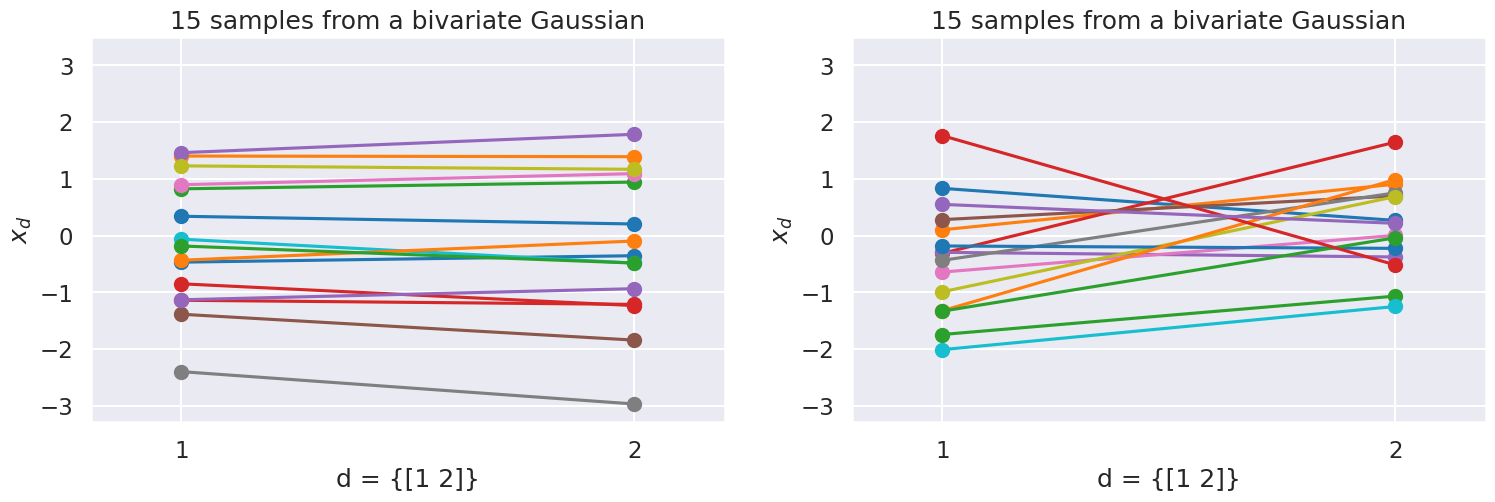 15 samples from a bivariate Gaussian
3
2
1
0
−1
−2
−3
x_d
1 2
d = {[1 2]}
15 samples from a bivariate Gaussian
3
2
1
0
−1
−2
−3
x_d
1 2
d = {[1 2]}